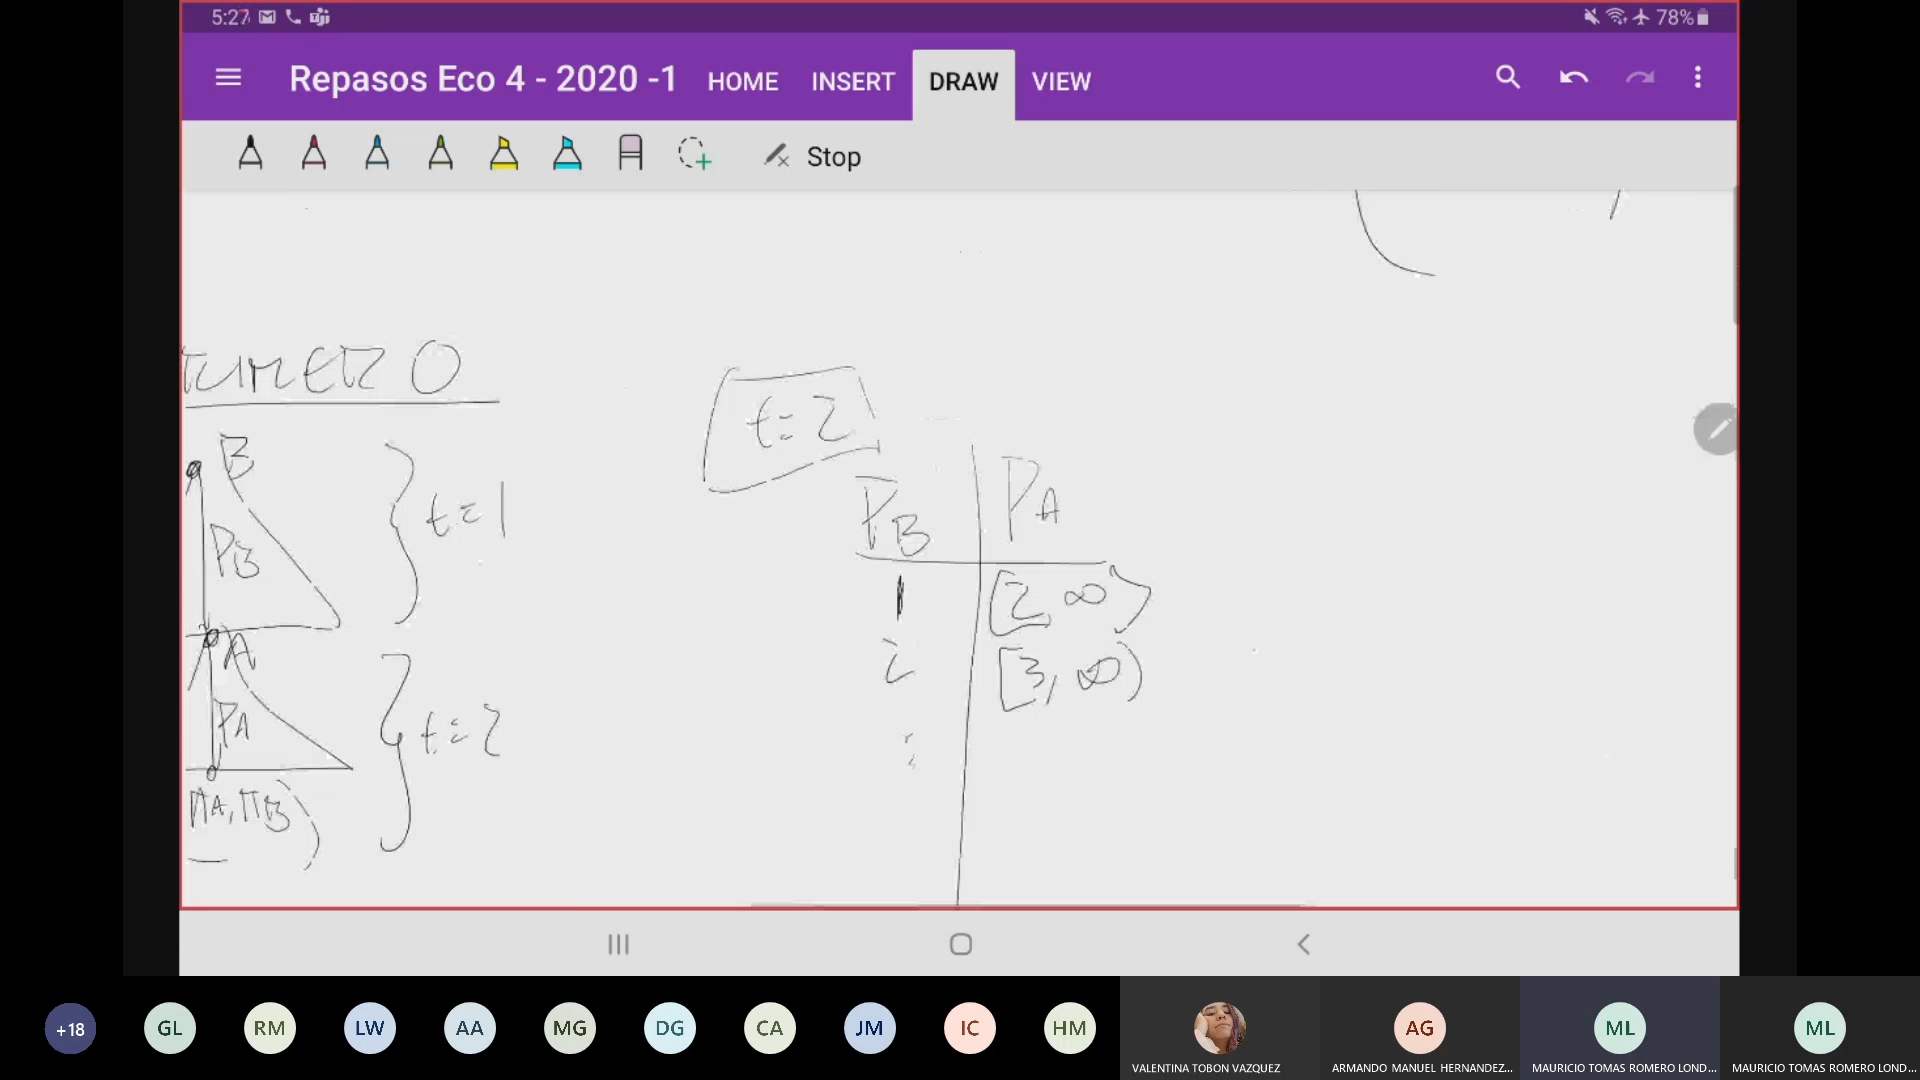 5:27 78%
Repasos Eco 4 - 2020 -1 HOME INSERT DRAW VIEW
Stop
t=2
B
PB
t=1
PB PA
1 [2,∞)
2 [3,∞)
A
PA
t=2
ΠA,ΠB)
+18 GL RM LW AA MG DG CA JM IC HM AG ML ML
VALENTINA TOBON VAZQUEZ ARMANDO MANUEL HERNANDEZ... MAURICIO TOMAS ROMERO LOND... MAURICIO TOMAS ROMERO LOND...